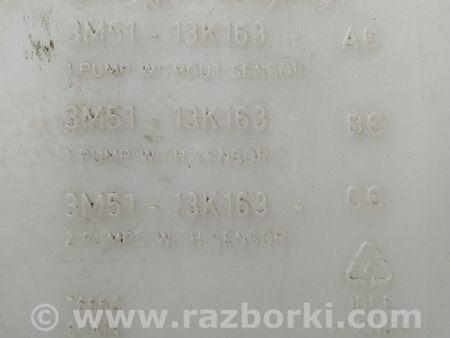 3M51 - 13K163 - AC
1 PUMP WITHOUT SENSOR
3M51 - 13K163 BC
1 PUMP WITH SENSOR
3M51 - 13K163 - CC
2 PUMPS WITH SENSOR
© www.razborki.com